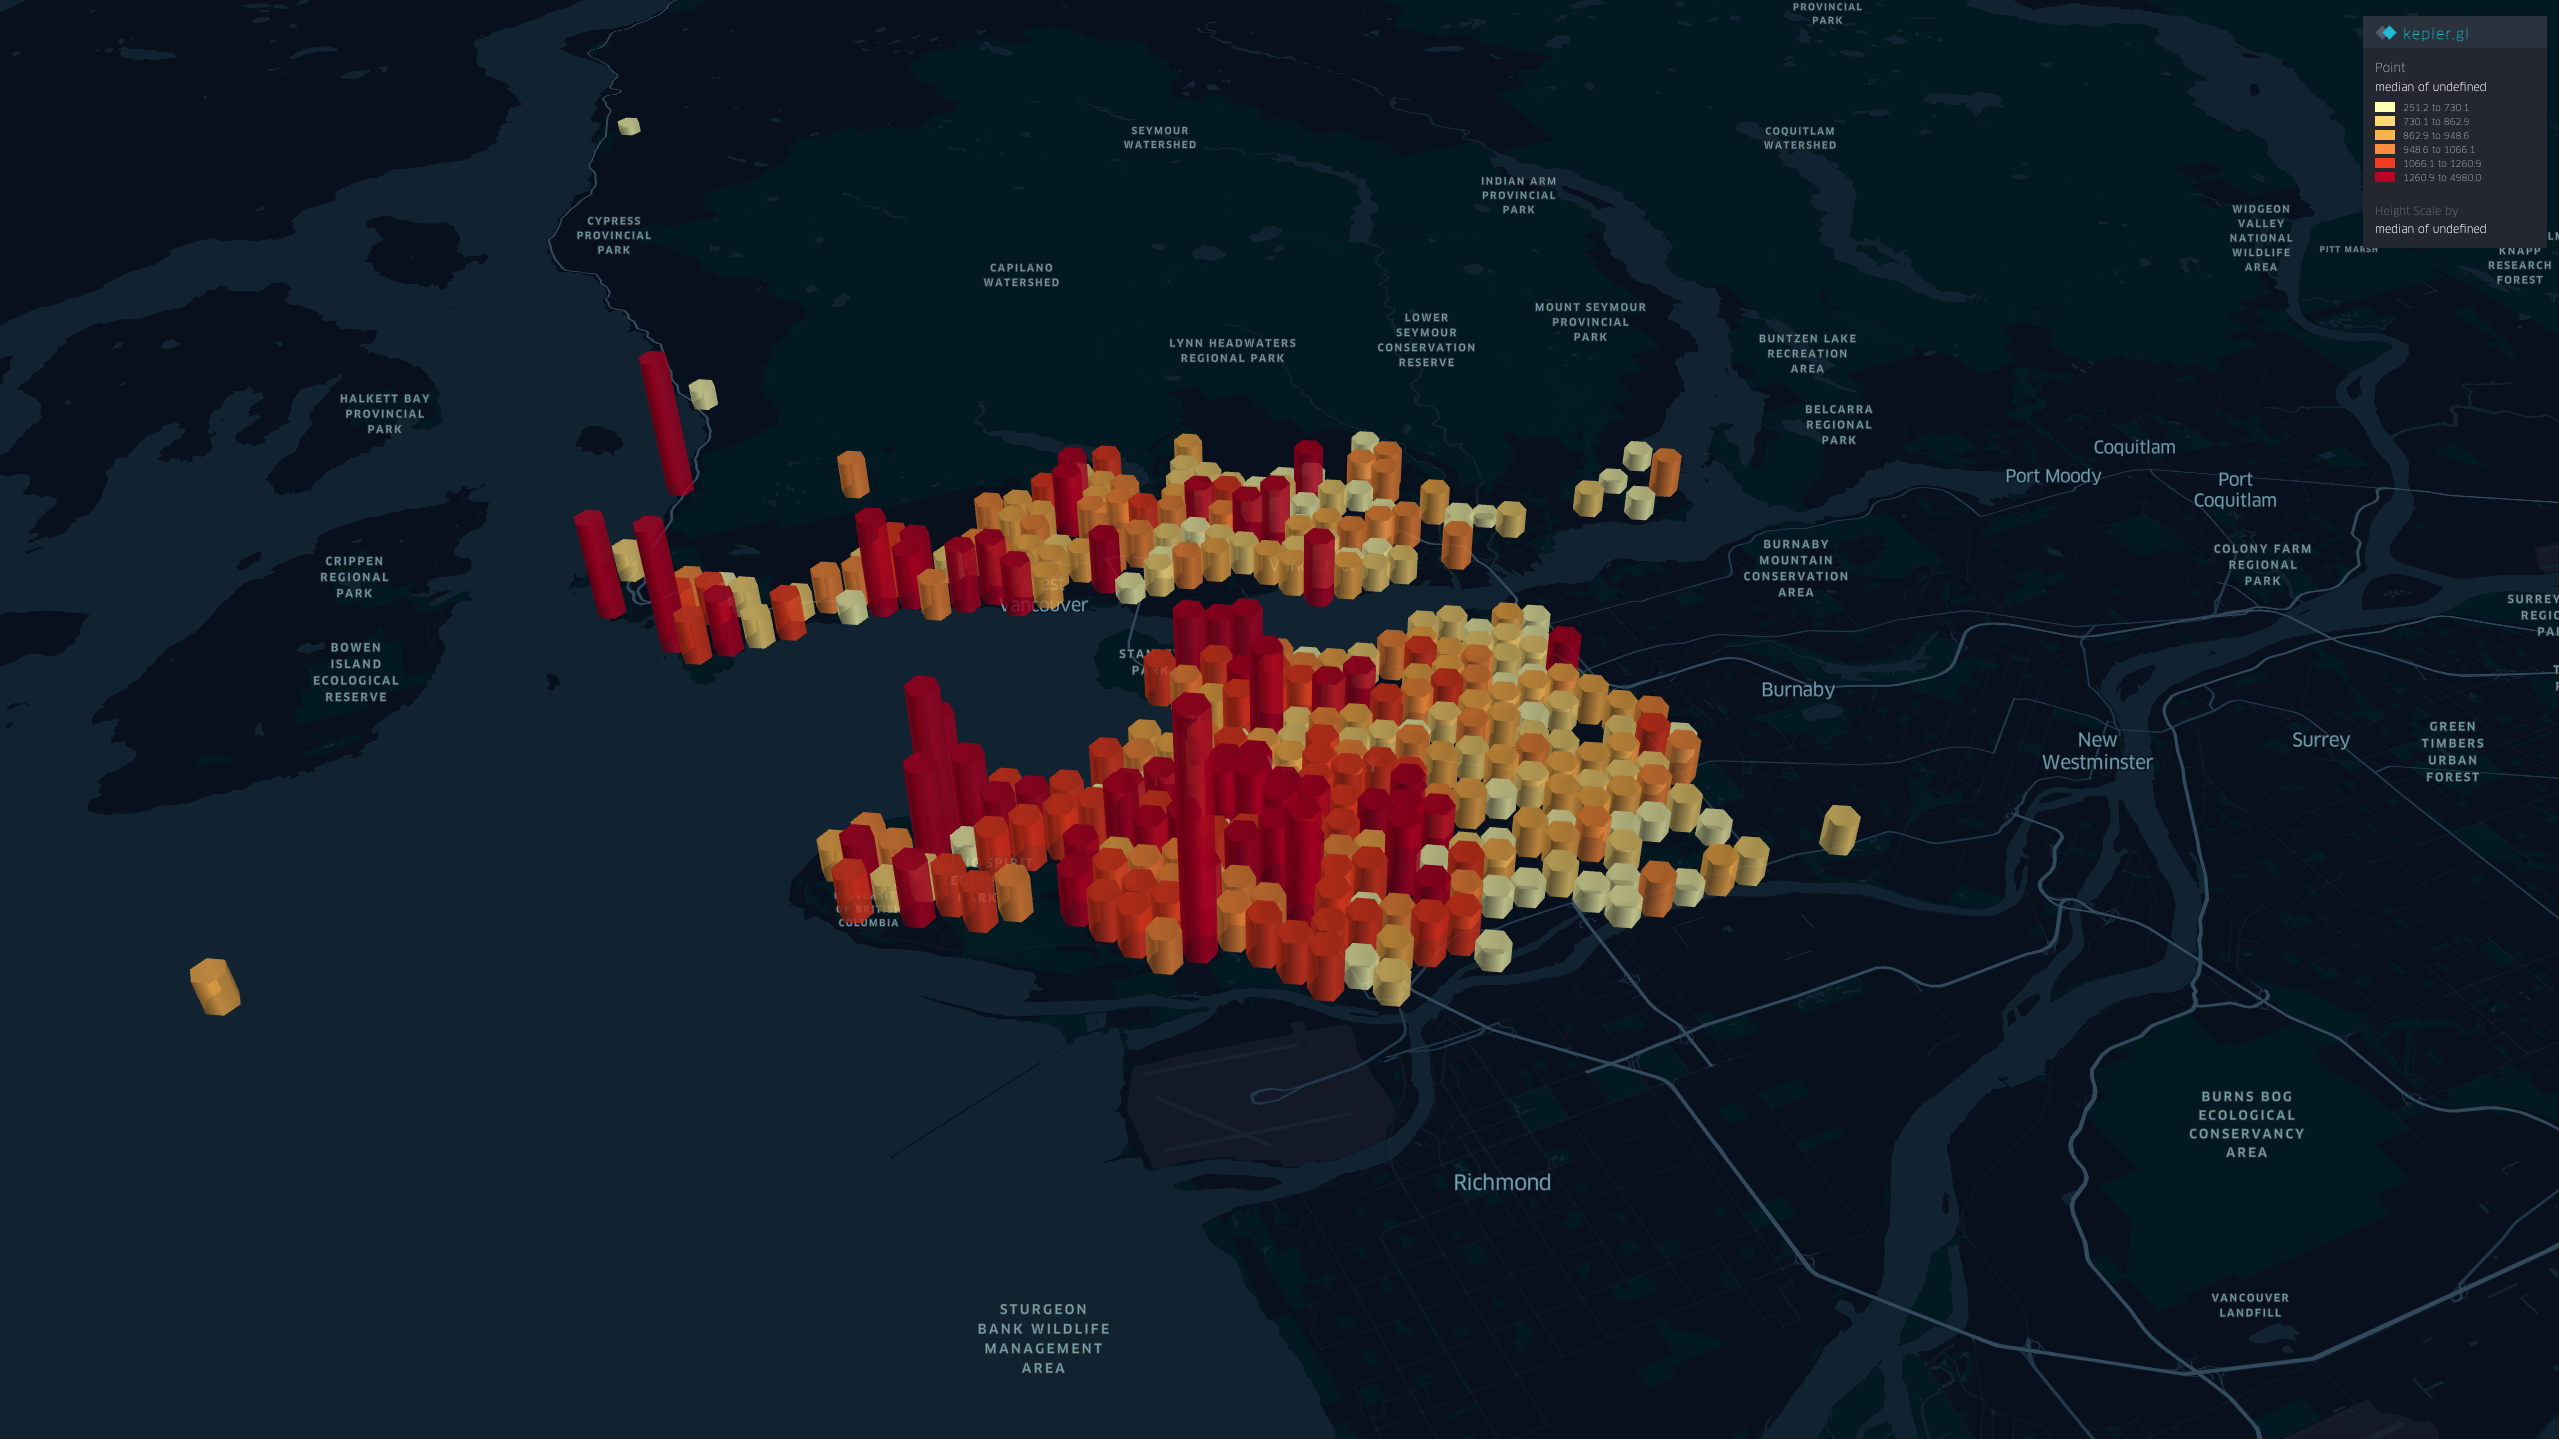 PROVINCIAL
PARK
kepler.gl
Point
median of undefined
251.2 to 730.1
730.1 to 862.9
862.9 to 948.6
948.6 to 1066.1
1066.1 to 1260.9
1260.9 to 4980.0
Height Scale by
median of undefined
SEYMOUR
WATERSHED
COQUITLAM
WATERSHED
INDIAN ARM
PROVINCIAL
PARK
CYPRESS
PROVINCIAL
PARK
WIDGEON
VALLEY
NATIONAL
WILDLIFE
AREA
PITT MARSH
KNAPP
RESEARCH
FOREST
CAPILANO
WATERSHED
LYNN HEADWATERS
REGIONAL PARK
LOWER
SEYMOUR
CONSERVATION
RESERVE
MOUNT SEYMOUR
PROVINCIAL
PARK
BUNTZEN LAKE
RECREATION
AREA
HALKETT BAY
PROVINCIAL
PARK
BELCARRA
REGIONAL
PARK
Coquitlam
Port Moody
Port
Coquitlam
CRIPPEN
REGIONAL
PARK
BURNABY
MOUNTAIN
CONSERVATION
AREA
COLONY FARM
REGIONAL
PARK
Vancouver
BOWEN
ISLAND
ECOLOGICAL
RESERVE
Burnaby
New
Westminster
Surrey
GREEN
TIMBERS
URBAN
FOREST
SPIRIT
PARK
OF BRITISH
COLUMBIA
BURNS BOG
ECOLOGICAL
CONSERVANCY
AREA
Richmond
STURGEON
BANK WILDLIFE
MANAGEMENT
AREA
VANCOUVER
LANDFILL